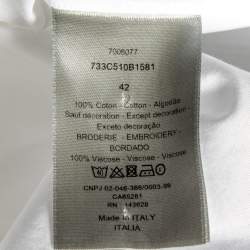 7006077
733C510B1581
42
100% Coton - Cotton - Algodão
Sauf décoration - Except decoration -
Exceto decoração
BRODERIE - EMBROIDERY -
BORDADO
100% Viscose - Viscose - Viscose
CNPJ 02-046-386/0003-99
CA65261
RN - 143629
Made in ITALY
ITALIA